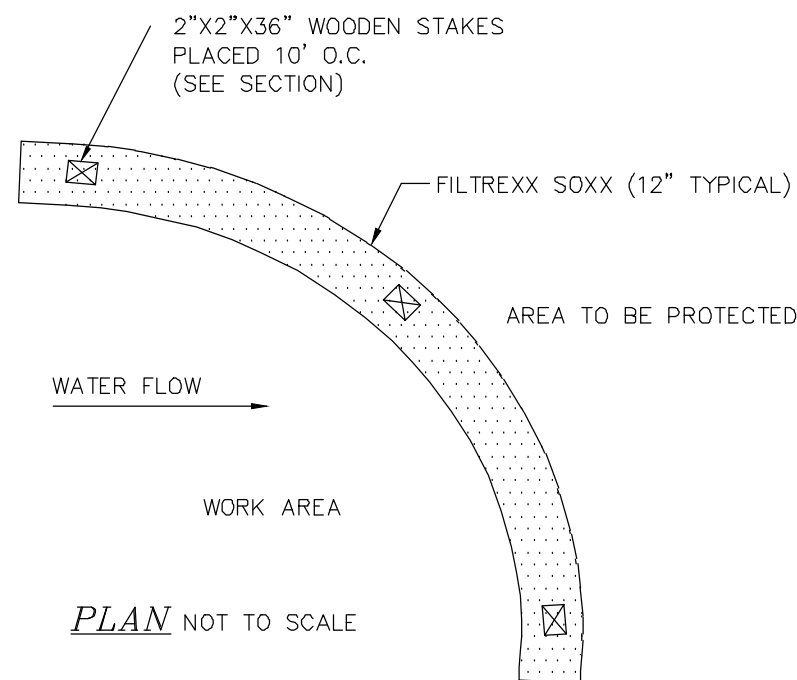 2"X2"X36" WOODEN STAKES
PLACED 10' O.C.
(SEE SECTION)
FILTREXX SOXX (12" TYPICAL)
AREA TO BE PROTECTED
WATER FLOW
WORK AREA
PLAN NOT TO SCALE